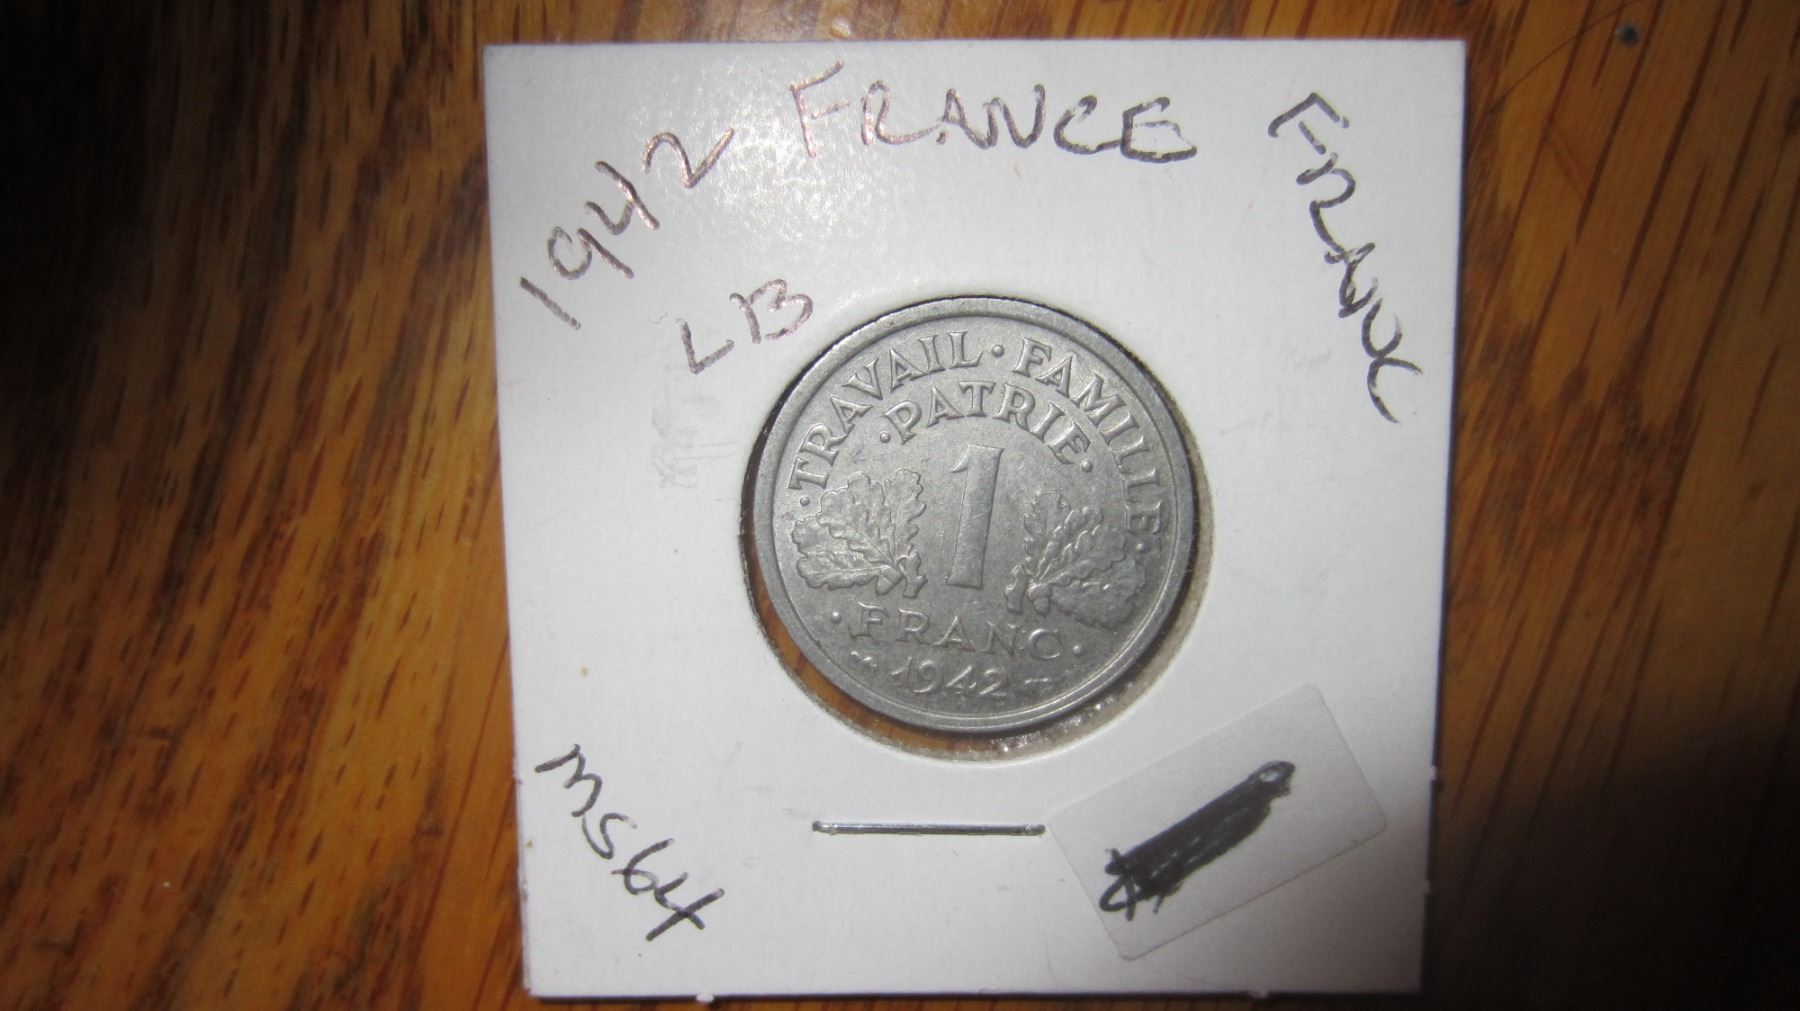 1942 FRANCE FRANC
LB
·TRAVAIL·FAMILLE·
·PATRIE·
1
·FRANC·
1942
MS64